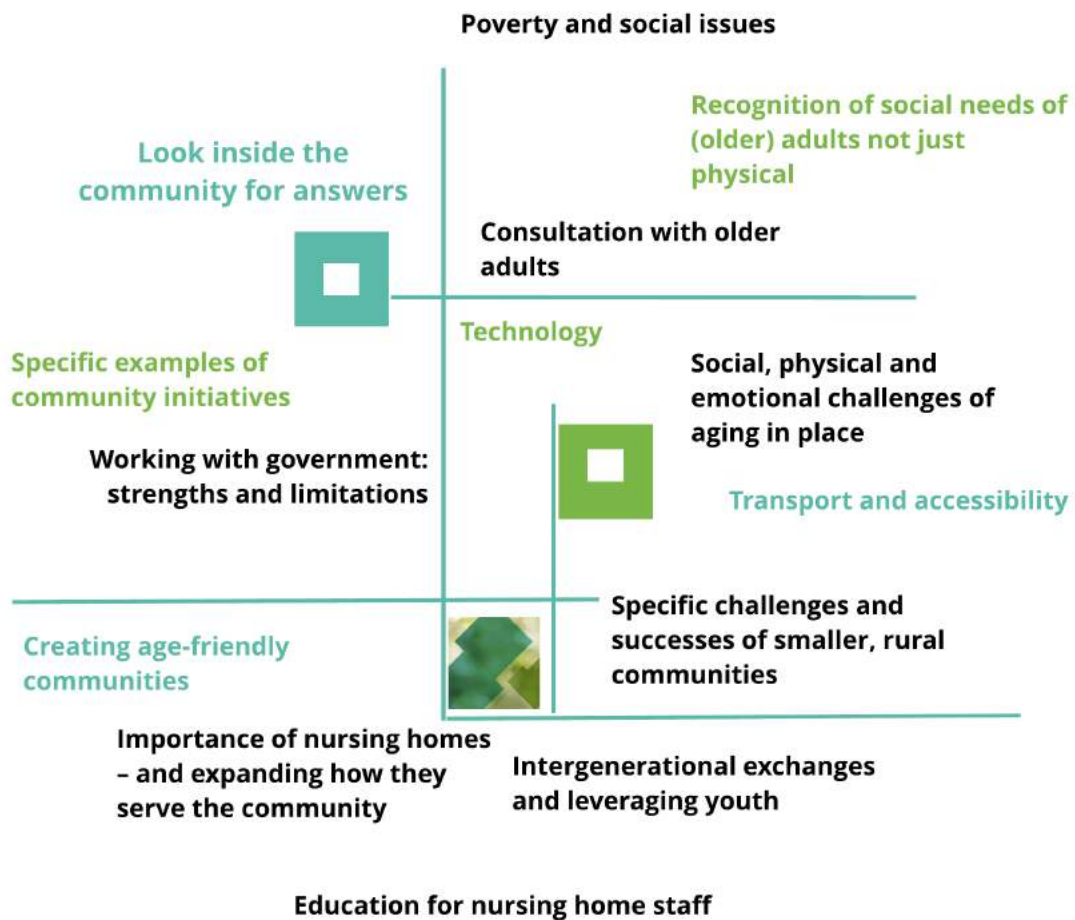 Poverty and social issues
Recognition of social needs of
(older) adults not just
physical
Look inside the
community for answers
Consultation with older
adults
Technology
Specific examples of
community initiatives
Social, physical and
emotional challenges of
aging in place
Working with government:
strengths and limitations
Transport and accessibility
Specific challenges and
successes of smaller, rural
communities
Creating age-friendly
communities
Importance of nursing homes
– and expanding how they
serve the community
Intergenerational exchanges
and leveraging youth
Education for nursing home staff